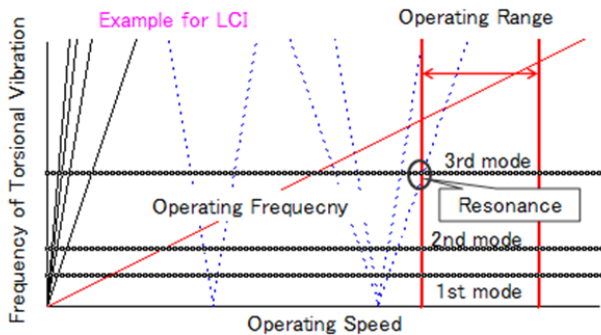 Example for LCI
Operating Range
Frequency of Torsional Vibration
3rd mode
Operating Frequecny
Resonance
2nd mode
1st mode
Operating Speed